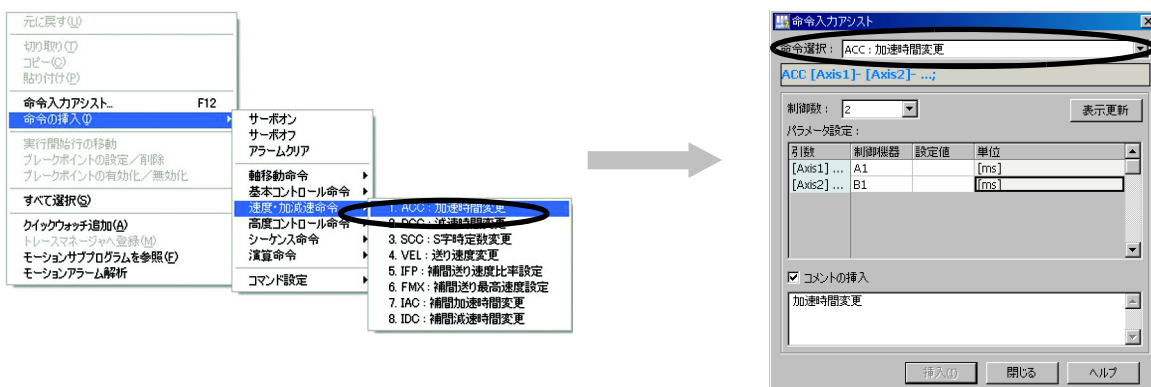 元に戻す(U)
切り取り(T)
コピー(C)
貼り付け(P)
命令入力アシスト... F12
命令の挿入(I)
実行開始行の移動
ブレークポイントの設定／削除
ブレークポイントの有効化／無効化
すべて選択(S)
クイックウォッチ追加(A)
トレースマネージャへ登録(M)
モーションサブプログラムを参照(F)
モーションアラーム解析
サーボオン
サーボオフ
アラームクリア
軸移動命令
基本コントロール命令
速度・加減速命令
高度コントロール命令
シーケンス命令
演算命令
コマンド設定
1. ACC : 加速時間変更
2. DCC : 減速時間変更
3. SCC : S字時定数変更
4. VEL : 送り速度変更
5. IFP : 補間送り速度比率設定
6. FMX : 補間送り最高速度設定
7. IAC : 補間加速時間変更
8. IDC : 補間減速時間変更
命令入力アシスト
命令選択 : ACC : 加速時間変更
ACC [Axis1]- [Axis2]- ...;
制御数 : 2 表示更新
パラメータ設定 :
引数 制御機器 設定値 単位
[Axis1] ... A1 [ms]
[Axis2] ... B1 [ms]
コメントの挿入
加速時間変更
挿入(I) 閉じる ヘルプ